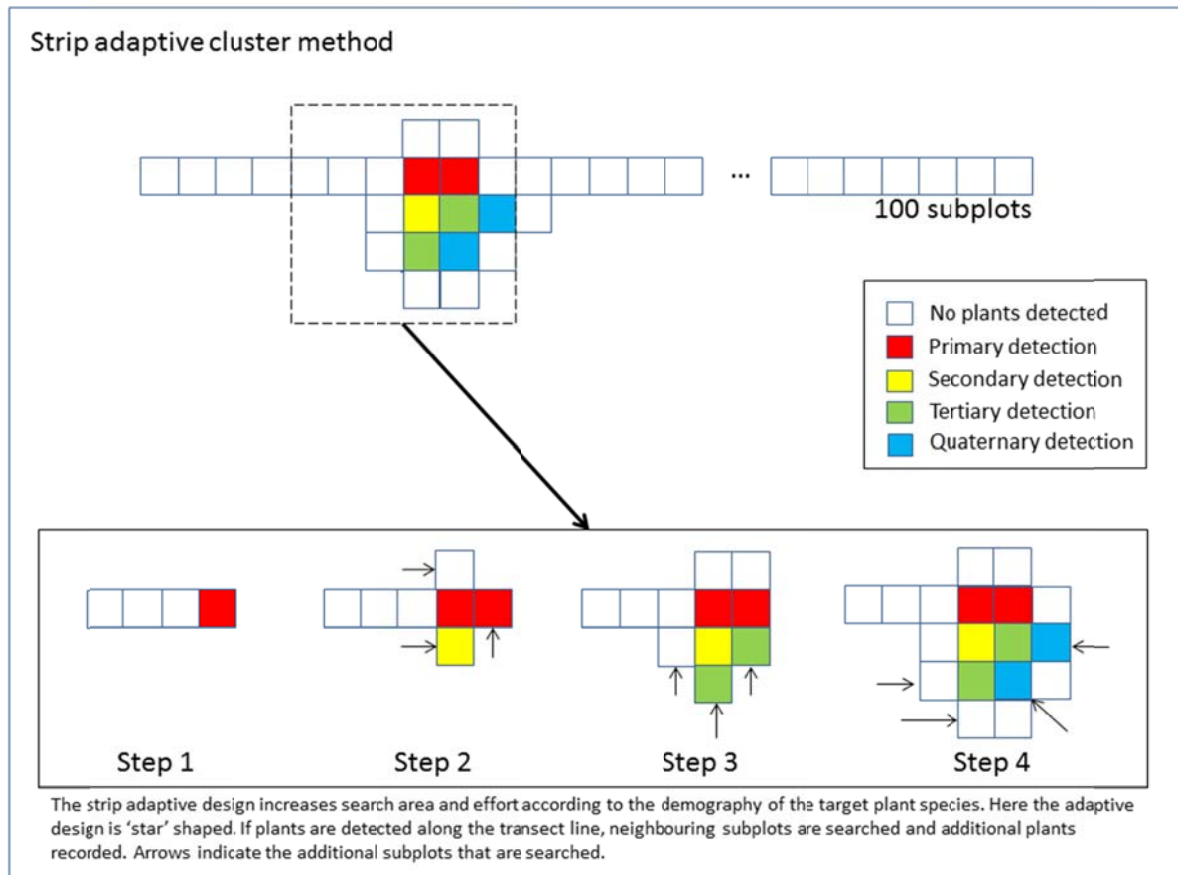 Strip adaptive cluster method
...
100 subplots
No plants detected
Primary detection
Secondary detection
Tertiary detection
Quaternary detection
Step 1
Step 2
Step 3
Step 4
The strip adaptive design increases search area and effort according to the demography of the target plant species. Here the adaptive
design is ‘star’ shaped. If plants are detected along the transect line, neighbouring subplots are searched and additional plants
recorded. Arrows indicate the additional subplots that are searched.